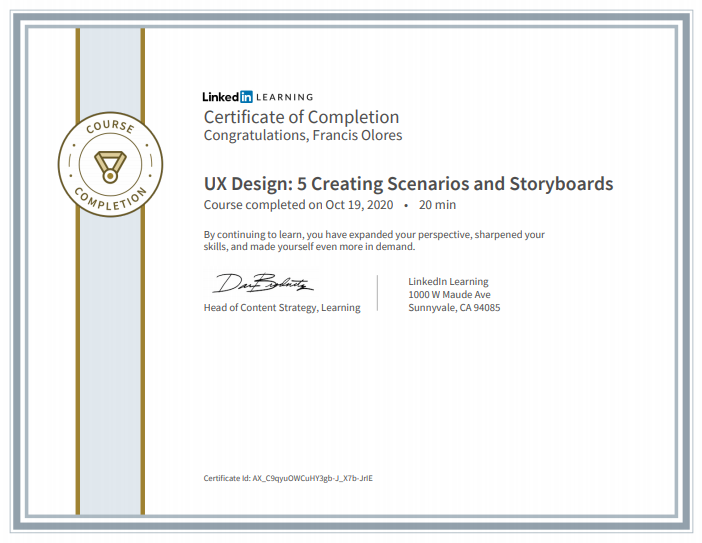 COURSE
COMPLETION
Linked in LEARNING
Certificate of Completion
Congratulations, Francis Olores
UX Design: 5 Creating Scenarios and Storyboards
Course completed on Oct 19, 2020 • 20 min
By continuing to learn, you have expanded your perspective, sharpened your
skills, and made yourself even more in demand.
Head of Content Strategy, Learning
LinkedIn Learning
1000 W Maude Ave
Sunnyvale, CA 94085
Certificate Id: AX_C9qyuOWCuHY3gb-J_X7b-JrlE